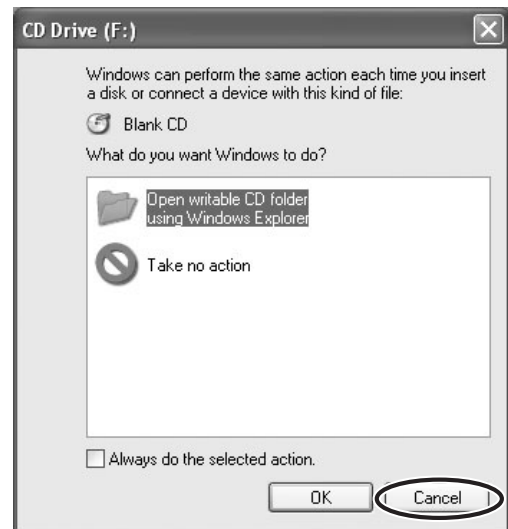 CD Drive (F:)
Windows can perform the same action each time you insert
a disk or connect a device with this kind of file:
Blank CD
What do you want Windows to do?
Open writable CD folder
using Windows Explorer
Take no action
Always do the selected action.
OK
Cancel